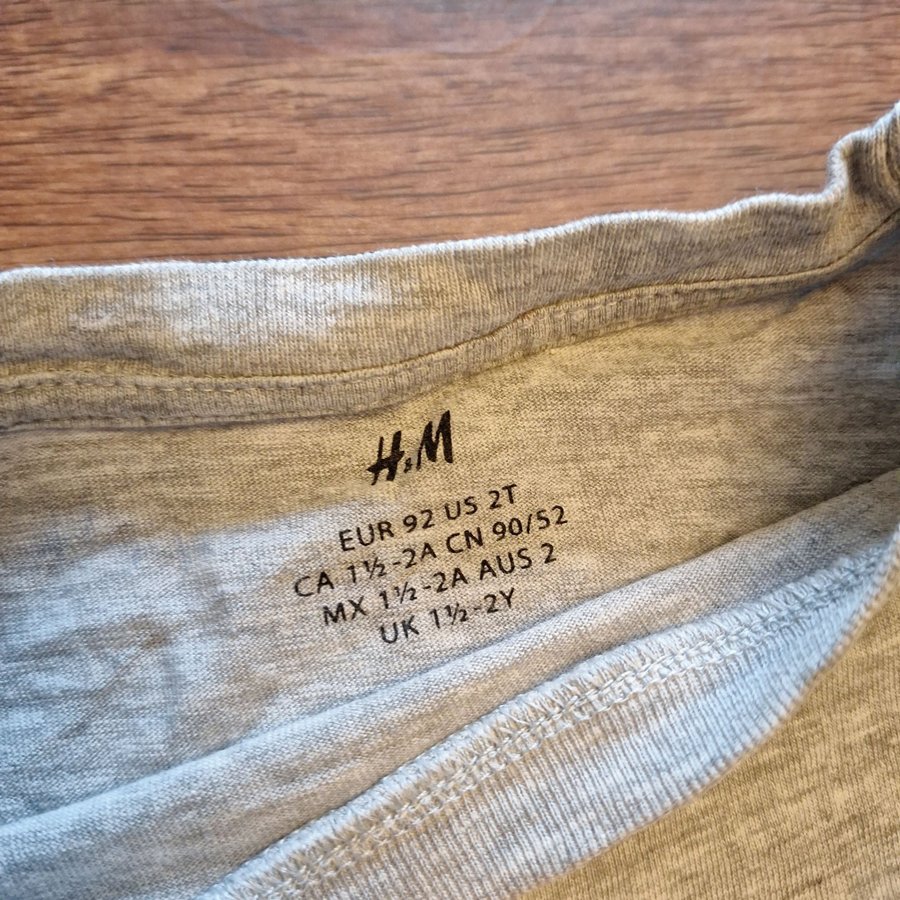 H&M
EUR 92 US 2T
CA 1½-2A CN 90/52
MX 1½-2A AUS 2
UK 1½-2Y